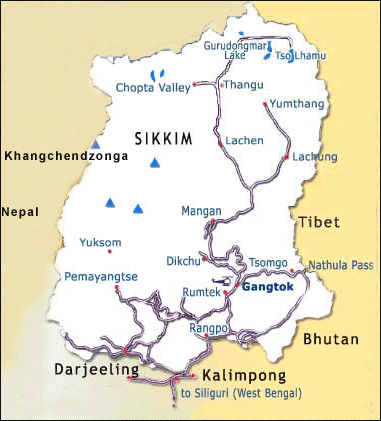 Gurudongmar
Lake
Tso Lhamu
Chopta Valley
Thangu
Yumthang
SIKKIM
Lachen
Khangchendzonga
Lachung
Nepal
Mangan
Tibet
Yuksom
Dikchu
Tsomgo
Nathula Pass
Pemayangtse
Rumtek
Gangtok
Rangpo
Bhutan
Darjeeling
Kalimpong
to Siliguri (West Bengal)